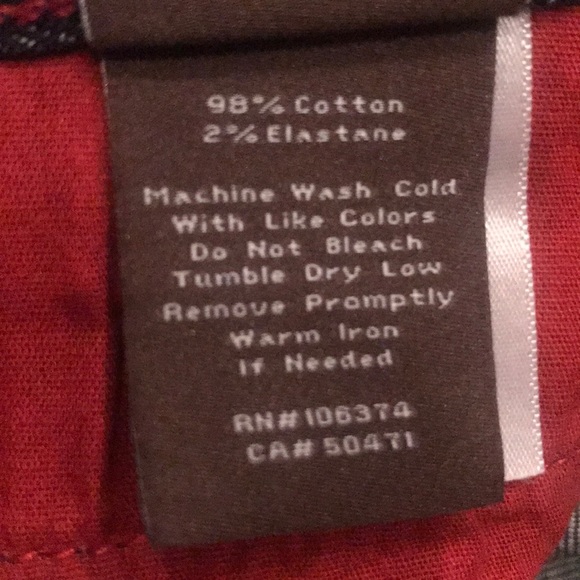 98% Cotton
2% Elastane
Machine Wash Cold
With Like Colors
Do Not Bleach
Tumble Dry Low
Remove Promptly
Warm Iron
If Needed
RN#106374
CA# 50471